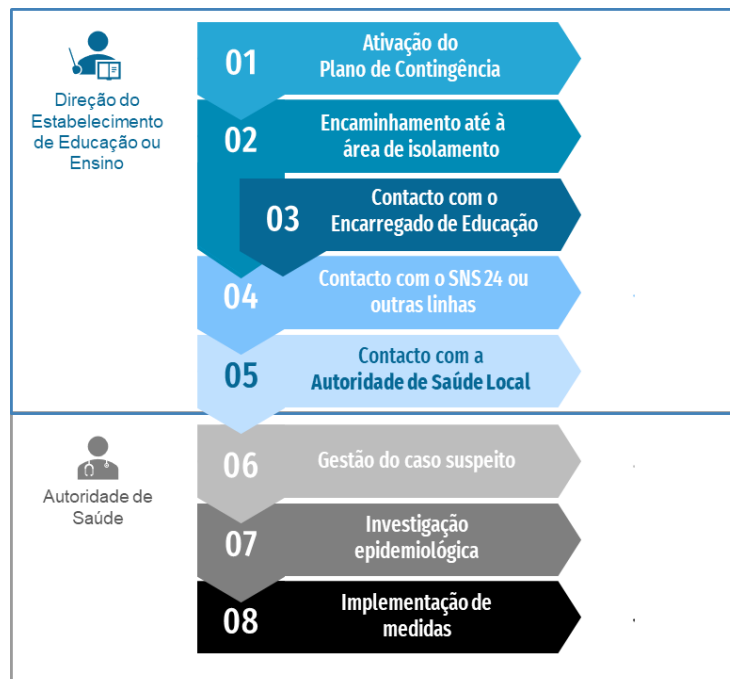 Direção do
Estabelecimento
de Educação ou
Ensino
01
Ativação do
Plano de Contingência
02
Encaminhamento até à
área de isolamento
03
Contacto com o
Encarregado de Educação
04
Contacto com o SNS 24 ou
outras linhas
05
Contacto com a
Autoridade de Saúde Local
Autoridade de
Saúde
06
Gestão do caso suspeito
07
Investigação
epidemiológica
08
Implementação de
medidas